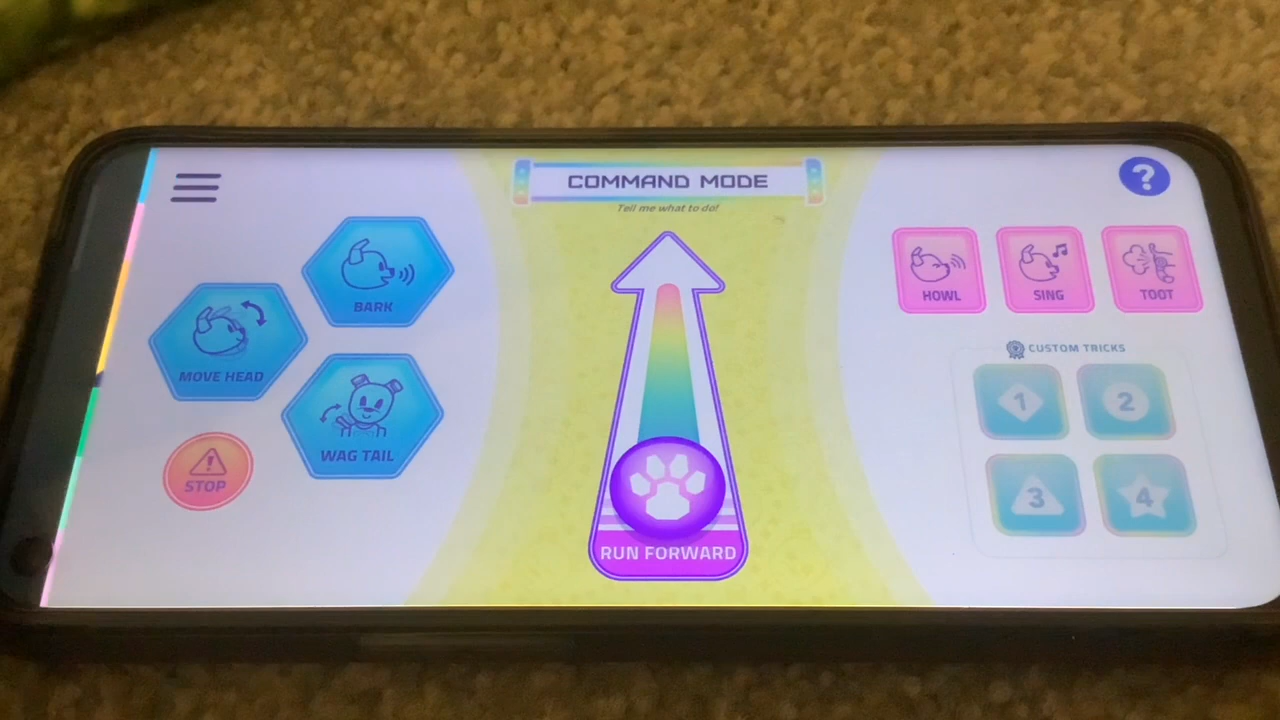 COMMAND MODE
?
Tell me what to do!
BARK
MOVE HEAD
WAG TAIL
STOP
RUN FORWARD
HOWL
SING
TOOT
CUSTOM TRICKS
1
2
3
4